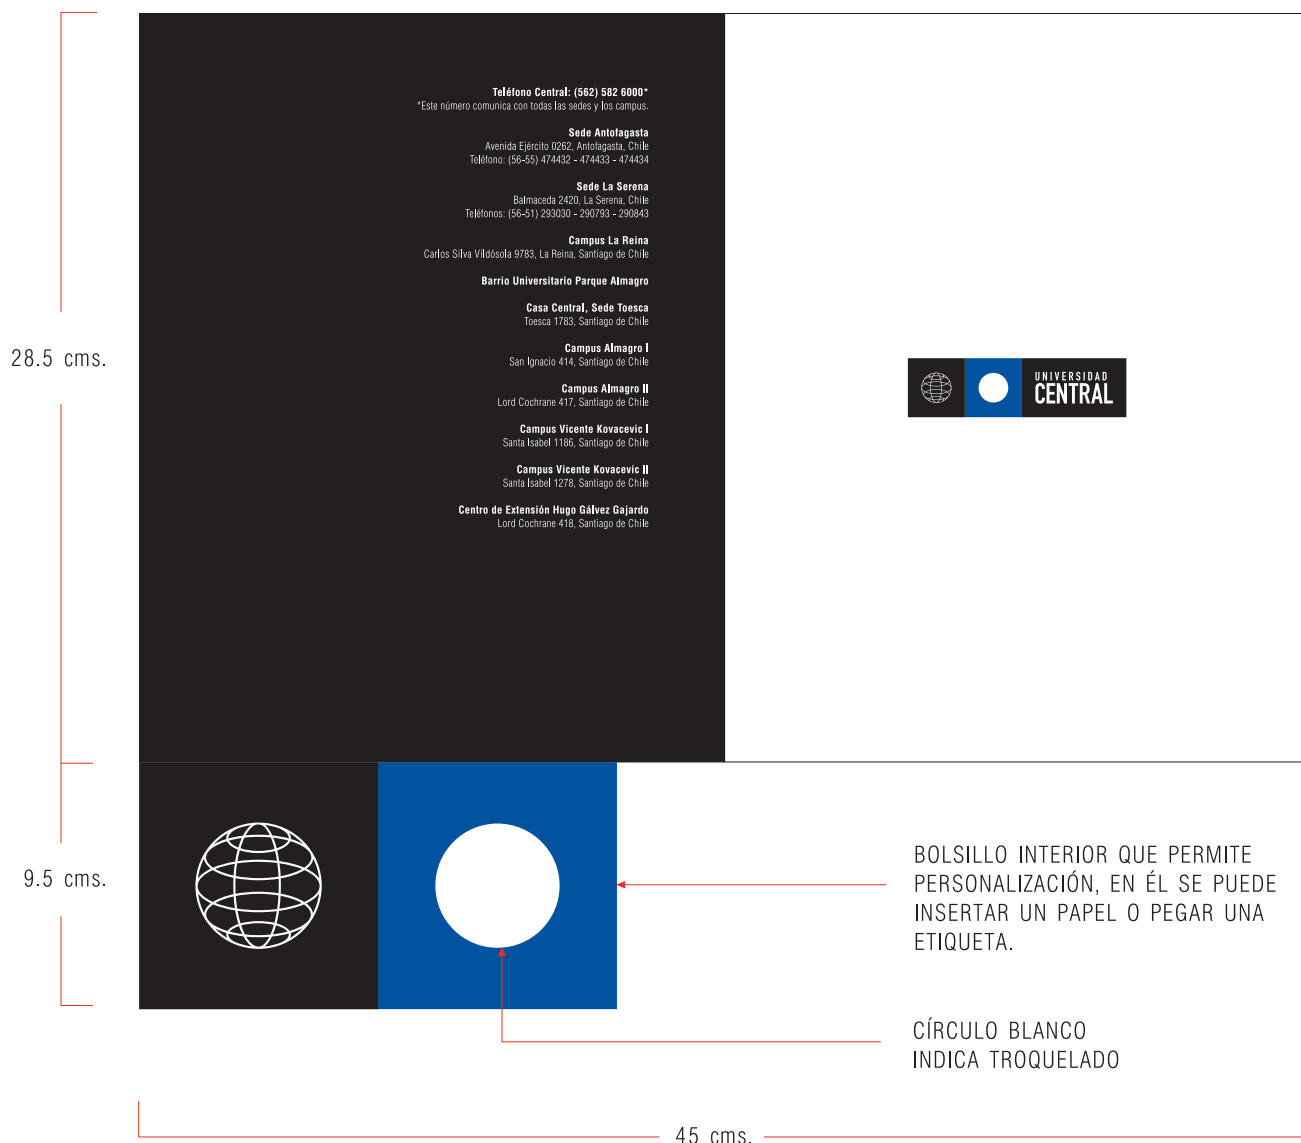 Teléfono Central: (562) 582 6000*
*Este número comunica con todas las sedes y los campus.
Sede Antofagasta
Avenida Ejército 0262, Antofagasta, Chile
Teléfono: (56-55) 474432 - 474433 - 474434
Sede La Serena
Balmaceda 2420, La Serena, Chile
Teléfonos: (56-51) 293030 - 290793 - 290843
Campus La Reina
Carlos Silva Vildósola 9783, La Reina, Santiago de Chile
Barrio Universitario Parque Almagro
Casa Central, Sede Toesca
Toesca 1783, Santiago de Chile
Campus Almagro I
San Ignacio 414, Santiago de Chile
Campus Almagro II
Lord Cochrane 417, Santiago de Chile
Campus Vicente Kovacevic I
Santa Isabel 1186, Santiago de Chile
Campus Vicente Kovacevic II
Santa Isabel 1278, Santiago de Chile
Centro de Extensión Hugo Gálvez Gajardo
Lord Cochrane 418, Santiago de Chile
28.5 cms.
UNIVERSIDAD
CENTRAL
9.5 cms.
BOLSILLO INTERIOR QUE PERMITE
PERSONALIZACIÓN, EN ÉL SE PUEDE
INSERTAR UN PAPEL O PEGAR UNA
ETIQUETA.
CÍRCULO BLANCO
INDICA TROQUELADO
45 cms.